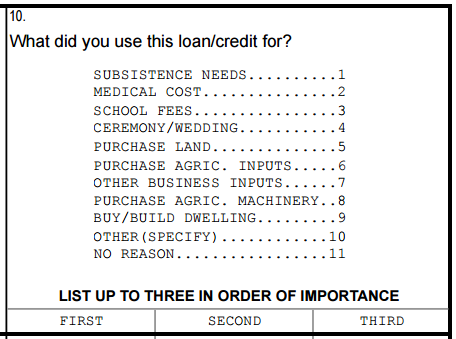 10.
What did you use this loan/credit for?
SUBSISTENCE NEEDS..........1
MEDICAL COST...............2
SCHOOL FEES................3
CEREMONY/WEDDING...........4
PURCHASE LAND..............5
PURCHASE AGRIC. INPUTS.....6
OTHER BUSINESS INPUTS......7
PURCHASE AGRIC. MACHINERY..8
BUY/BUILD DWELLING.........9
OTHER(SPECIFY)............10
NO REASON.................11
LIST UP TO THREE IN ORDER OF IMPORTANCE
FIRST SECOND THIRD